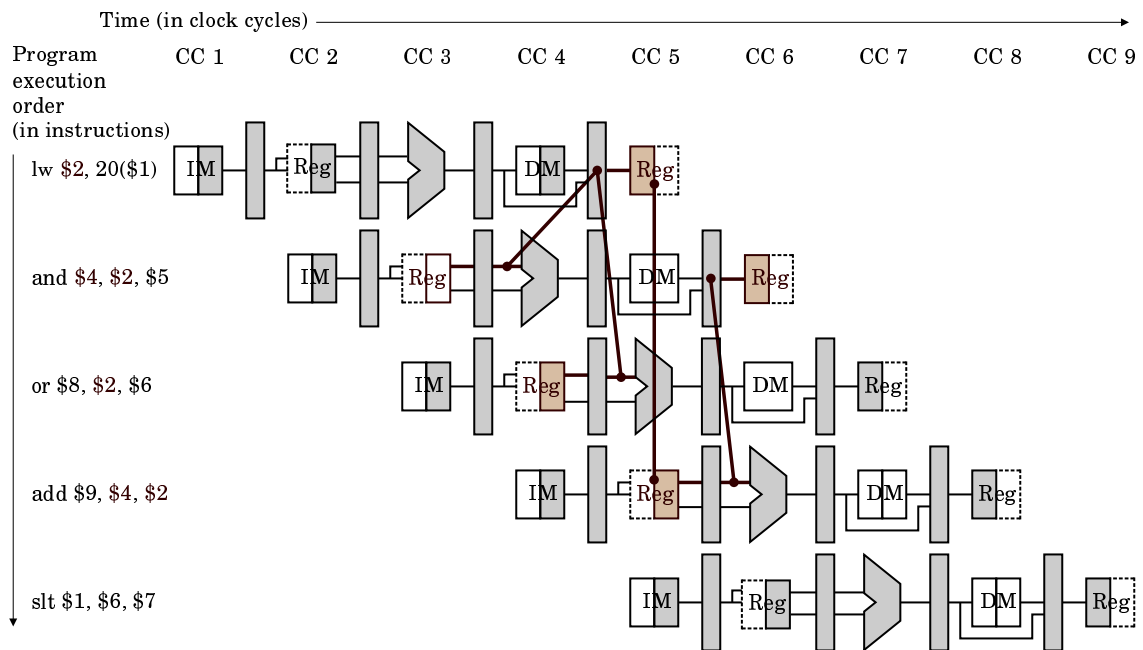 Time (in clock cycles)
Program
execution
order
(in instructions)
CC 1 CC 2 CC 3 CC 4 CC 5 CC 6 CC 7 CC 8 CC 9
lw $2, 20($1)
IM Reg DM Reg
and $4, $2, $5
IM Reg DM Reg
or $8, $2, $6
IM Reg DM Reg
add $9, $4, $2
IM Reg DM Reg
slt $1, $6, $7
IM Reg DM Reg